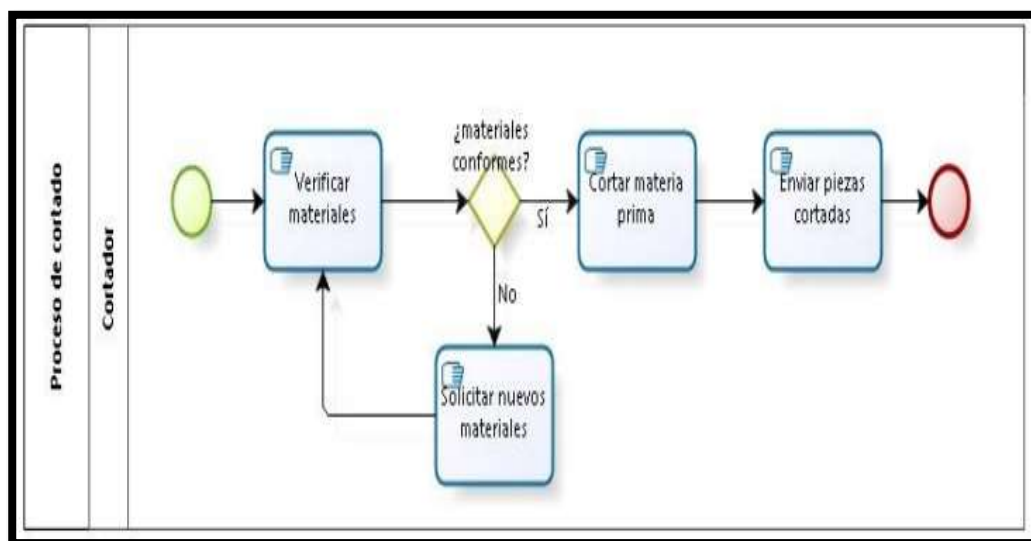 Proceso de cortado
Cortador
Verificar
materiales
¿materiales
conformes?
Sí
No
Cortar materia
prima
Enviar piezas
cortadas
Solicitar nuevos
materiales